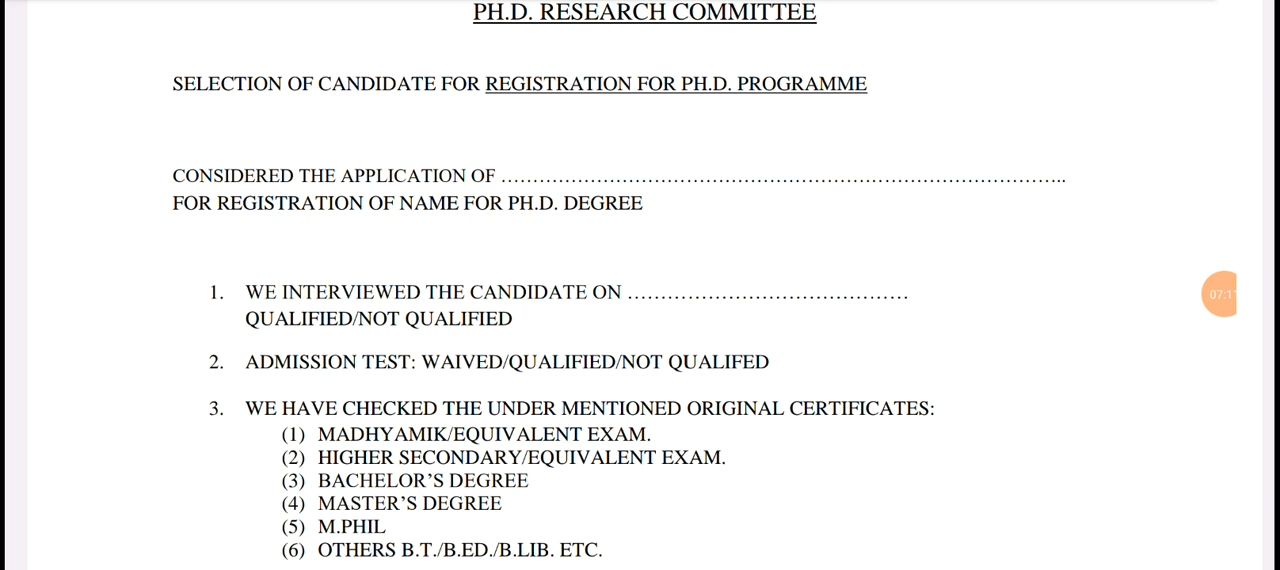 PH.D. RESEARCH COMMITTEE
SELECTION OF CANDIDATE FOR REGISTRATION FOR PH.D. PROGRAMME
CONSIDERED THE APPLICATION OF ………………………………………………………………………………..
FOR REGISTRATION OF NAME FOR PH.D. DEGREE
1. WE INTERVIEWED THE CANDIDATE ON ……………………………………
QUALIFIED/NOT QUALIFIED
2. ADMISSION TEST: WAIVED/QUALIFIED/NOT QUALIFED
3. WE HAVE CHECKED THE UNDER MENTIONED ORIGINAL CERTIFICATES:
(1) MADHYAMIK/EQUIVALENT EXAM.
(2) HIGHER SECONDARY/EQUIVALENT EXAM.
(3) BACHELOR’S DEGREE
(4) MASTER’S DEGREE
(5) M.PHIL
(6) OTHERS B.T./B.ED./B.LIB. ETC.